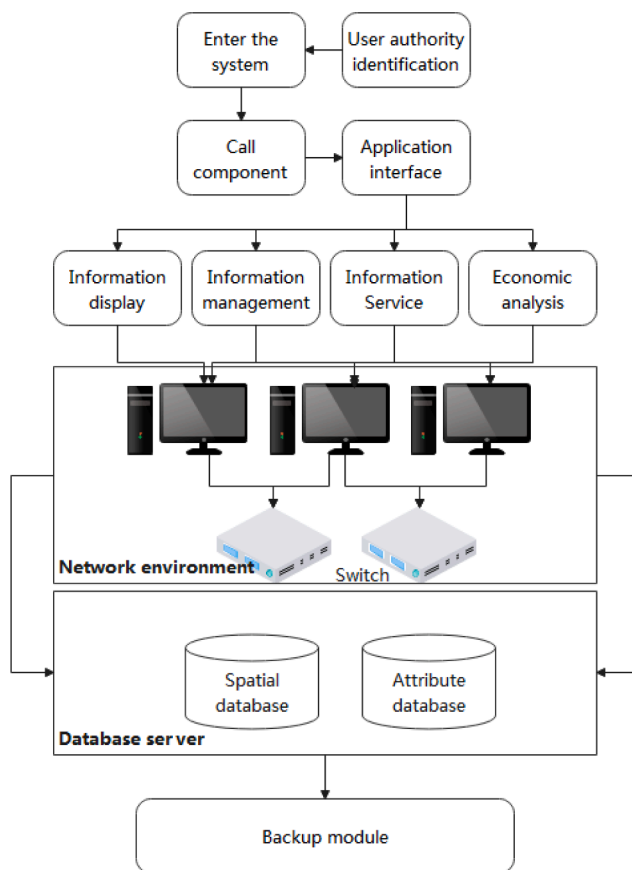 Enter the
system
User authority
identification
Call
component
Application
interface
Information
display
Information
management
Information
Service
Economic
analysis
Network environment
Switch
Spatial
database
Attribute
database
Database server
Backup module